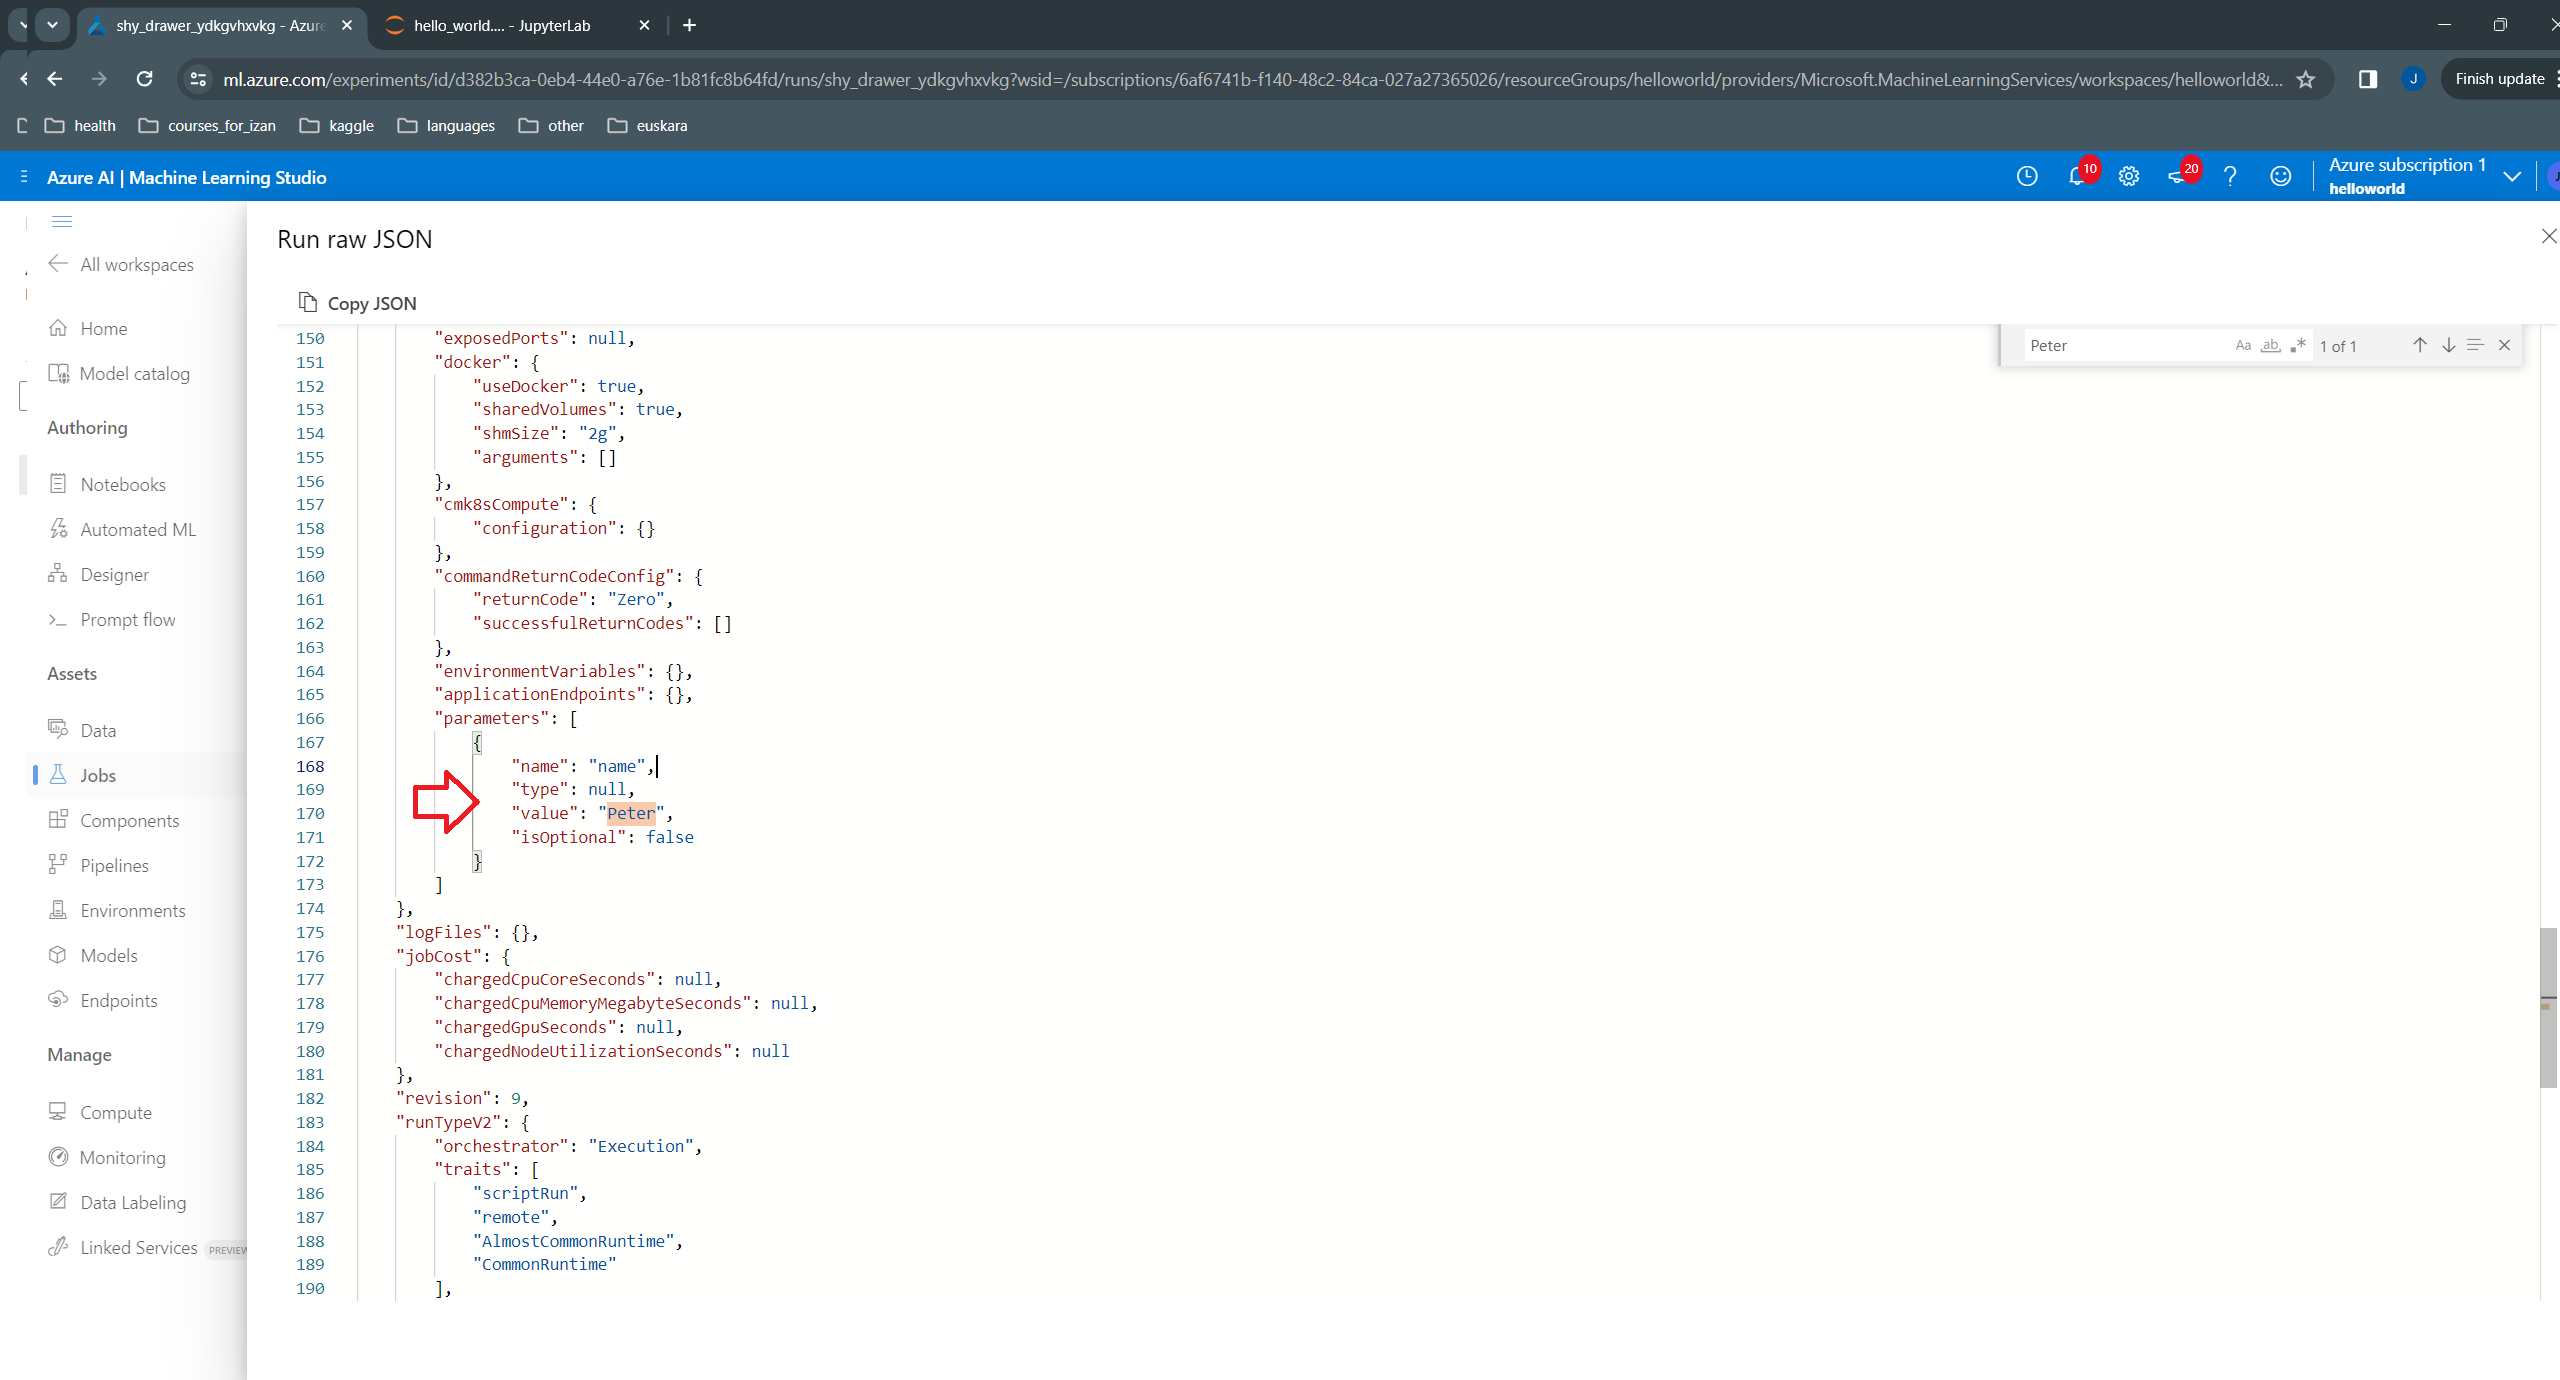 shy_drawer_ydkgvhxvkg - Azure
hello_world.... - JupyterLab
ml.azure.com/experiments/id/d382b3ca-0eb4-44e0-a76e-1b81fc8b64fd/runs/shy_drawer_ydkgvhxvkg?wsid=/subscriptions/6af6741b-f140-48c2-84ca-027a27365026/resourceGroups/helloworld/providers/Microsoft.MachineLearningServices/workspaces/helloworld&...
J
Finish update
health
courses_for_izan
kaggle
languages
other
euskara
Azure AI | Machine Learning Studio
10
20
Azure subscription 1
helloworld
All workspaces
Home
Model catalog
Authoring
Notebooks
Automated ML
Designer
Prompt flow
Assets
Data
Jobs
Components
Pipelines
Environments
Models
Endpoints
Manage
Compute
Monitoring
Data Labeling
Linked Services PREVIEW
Run raw JSON
Copy JSON
Peter Aa ab 1 of 1
150 "exposedPorts": null,
151 "docker": {
152 "useDocker": true,
153 "sharedVolumes": true,
154 "shmSize": "2g",
155 "arguments": []
156 },
157 "cmk8sCompute": {
158 "configuration": {}
159 },
160 "commandReturnCodeConfig": {
161 "returnCode": "Zero",
162 "successfulReturnCodes": []
163 },
164 "environmentVariables": {},
165 "applicationEndpoints": {},
166 "parameters": [
167 {
168 "name": "name",
169 "type": null,
170 "value": "Peter",
171 "isOptional": false
172 }
173 ]
174 },
175 "logFiles": {},
176 "jobCost": {
177 "chargedCpuCoreSeconds": null,
178 "chargedCpuMemoryMegabyteSeconds": null,
179 "chargedGpuSeconds": null,
180 "chargedNodeUtilizationSeconds": null
181 },
182 "revision": 9,
183 "runTypeV2": {
184 "orchestrator": "Execution",
185 "traits": [
186 "scriptRun",
187 "remote",
188 "AlmostCommonRuntime",
189 "CommonRuntime"
190 ],